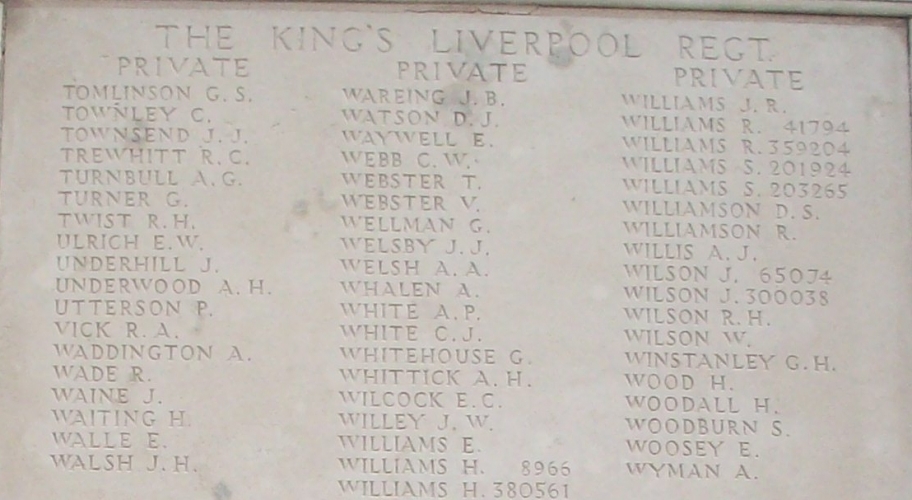 THE KING'S LIVERPOOL REGT.
PRIVATE
TOMLINSON G. S.
TOWNLEY C.
TOWNSEND J. J.
TREWHITT R. C.
TURNBULL A. G.
TURNER G.
TWIST R. H.
ULRICH E. W.
UNDERHILL J.
UNDERWOOD A. H.
UTTERSON P.
VICK R. A.
WADDINGTON A.
WADE R.
WAINE J.
WAITING H.
WALLE E.
WALSH J. H.
PRIVATE
WAREING J. B.
WATSON D. J.
WAYWELL E.
WEBB C. W.
WEBSTER T.
WEBSTER V.
WELLMAN G.
WELSBY J. J.
WELSH A. A.
WHALEN A.
WHITE A. P.
WHITE C. J.
WHITEHOUSE G.
WHITTICK A. H.
WILCOCK E. C.
WILLEY J. W.
WILLIAMS E.
WILLIAMS H. 8966
WILLIAMS H. 380561
PRIVATE
WILLIAMS J. R.
WILLIAMS R. 41794
WILLIAMS R. 359204
WILLIAMS S. 201924
WILLIAMS S. 203265
WILLIAMSON D. S.
WILLIAMSON R.
WILLIS A. J.
WILSON J. 65074
WILSON J. 300038
WILSON R. H.
WILSON W.
WINSTANLEY G. H.
WOOD H.
WOODALL H.
WOODBURN S.
WOOSEY E.
WYMAN A.